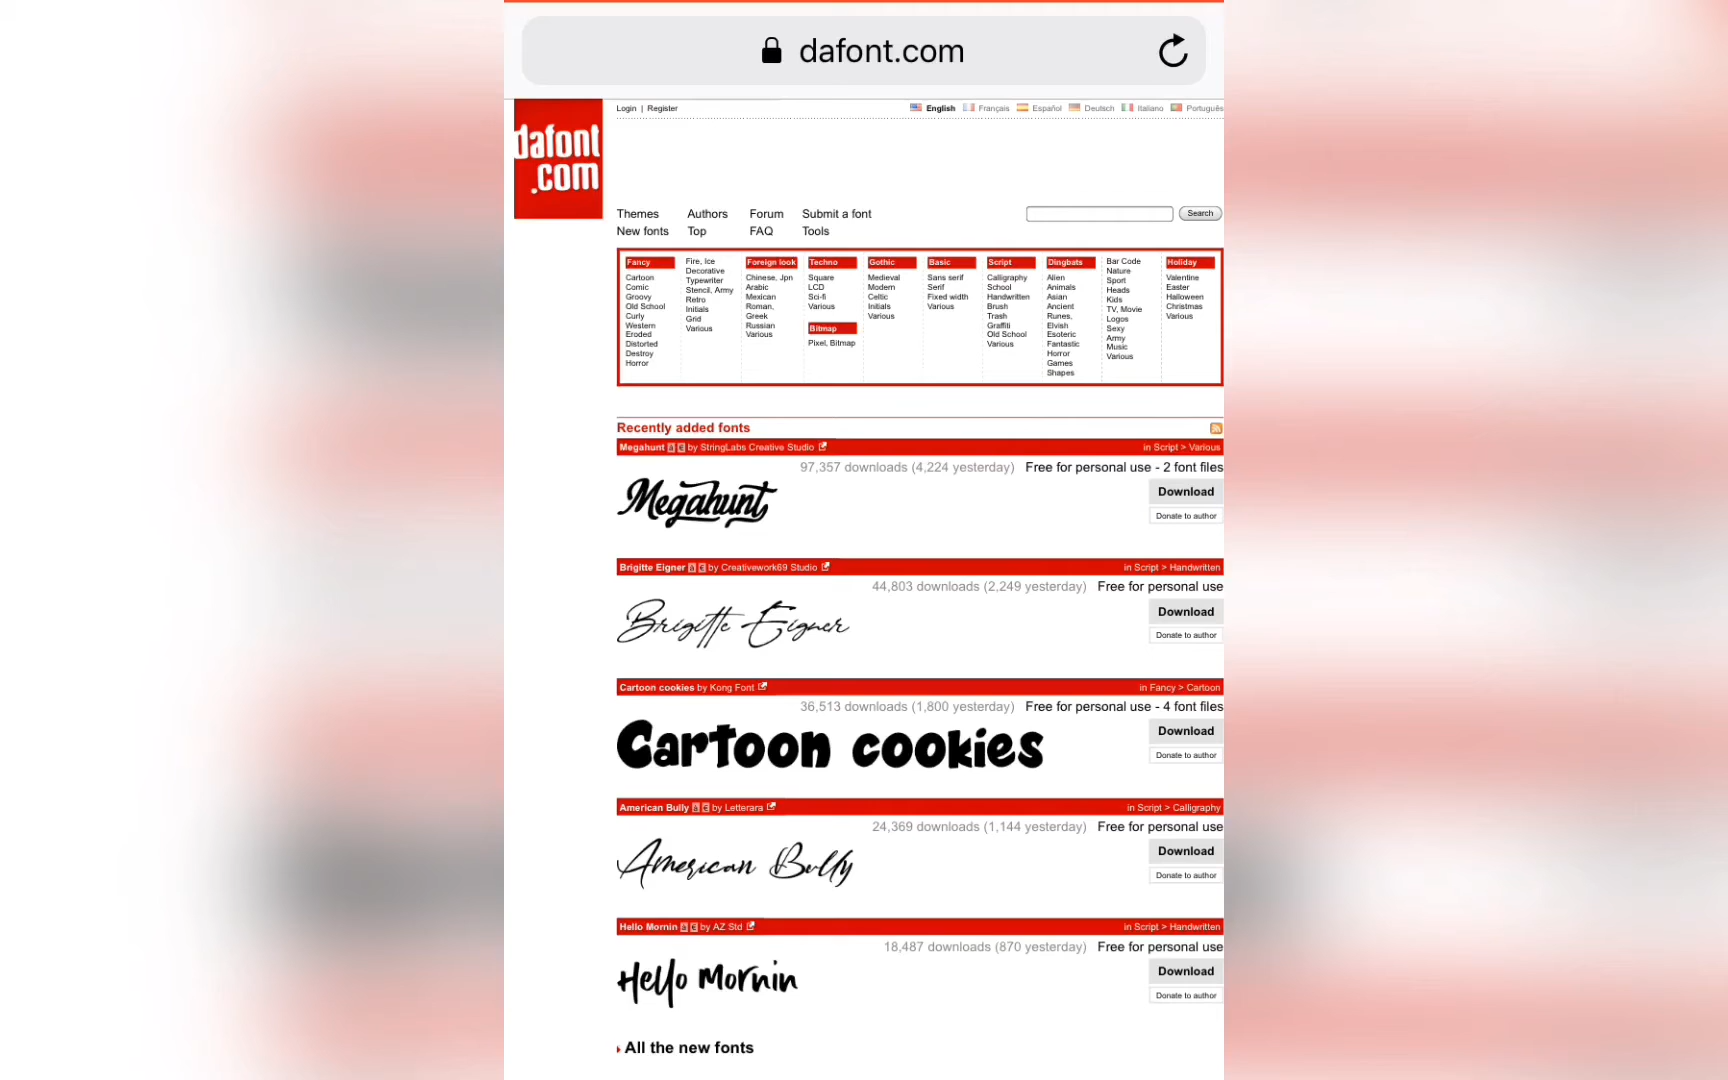 dafont.com
dafont
.com
Login | Register
English Français Español Deutsch Italiano Português
Themes Authors Forum Submit a font
Search
New fonts Top FAQ Tools
Fancy
Cartoon
Comic
Groovy
Old School
Curly
Western
Eroded
Distorted
Destroy
Horror
Fire, Ice
Decorative
Typewriter
Stencil, Army
Retro
Initials
Grid
Various
Foreign look
Chinese, Jpn
Arabic
Mexican
Roman,
Greek
Russian
Various
Techno
Square
LCD
Sci-fi
Various
Bitmap
Pixel, Bitmap
Gothic
Medieval
Modern
Celtic
Initials
Various
Basic
Sans serif
Serif
Fixed width
Various
Script
Calligraphy
School
Handwritten
Brush
Trash
Graffiti
Old School
Various
Dingbats
Alien
Animals
Asian
Ancient
Runes,
Elvish
Esoteric
Fantastic
Horror
Games
Shapes
Bar Code
Nature
Sport
Heads
Kids
TV, Movie
Logos
Sexy
Army
Music
Various
Holiday
Valentine
Easter
Halloween
Christmas
Various
Recently added fonts
Megahunt à € by StringLabs Creative Studio in Script > Various
97,357 downloads (4,224 yesterday) Free for personal use - 2 font files
Megahunt
Download
Donate to author
Brigitte Eigner à € by Creativework69 Studio in Script > Handwritten
44,803 downloads (2,249 yesterday) Free for personal use
Brigitte Eigner
Download
Donate to author
Cartoon cookies by Kong Font in Fancy > Cartoon
36,513 downloads (1,800 yesterday) Free for personal use - 4 font files
Cartoon cookies
Download
Donate to author
American Bully à € by Letterara in Script > Calligraphy
24,369 downloads (1,144 yesterday) Free for personal use
American Bully
Download
Donate to author
Hello Mornin à € by AZ Std in Script > Handwritten
18,487 downloads (870 yesterday) Free for personal use
Hello Mornin
Download
Donate to author
All the new fonts